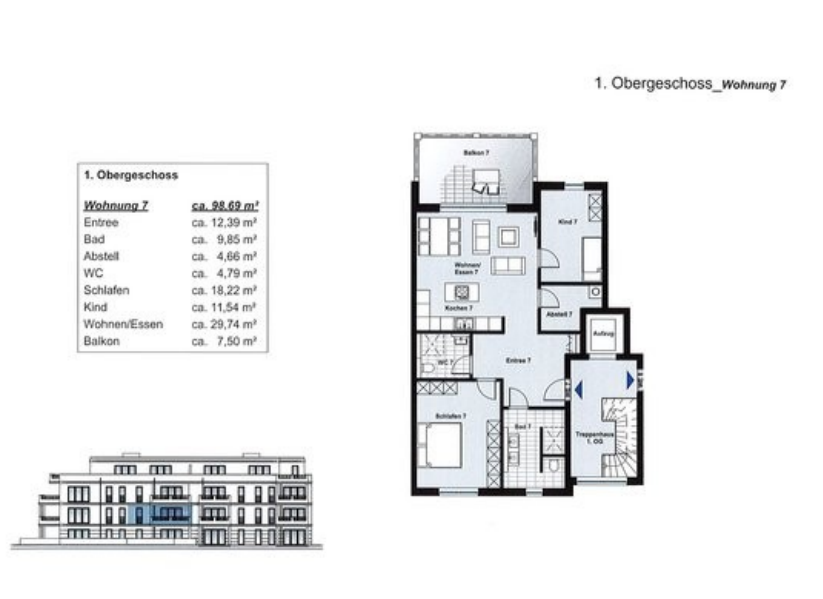 1. Obergeschoss_Wohnung 7
1. Obergeschoss
Wohnung 7 ca. 98,69 m²
Entree ca. 12,39 m²
Bad ca. 9,85 m²
Abstell ca. 4,66 m²
WC ca. 4,79 m²
Schlafen ca. 18,22 m²
Kind ca. 11,54 m²
Wohnen/Essen ca. 29,74 m²
Balkon ca. 7,50 m²
Balkon 7
Kind 7
Wohnen/
Essen 7
Kochen 7
Abstell 7
Aufzug
WC 7
Entree 7
Schlafen 7
Bad 7
Treppenhaus
1. OG